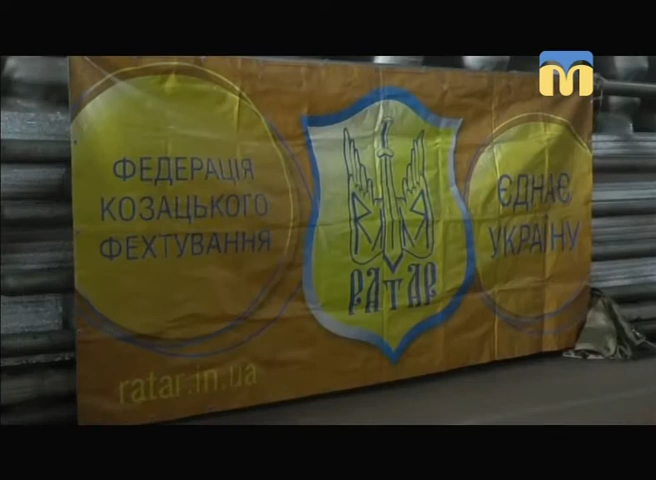 ФЕДЕРАЦІЯ
КОЗАЦЬКОГО
ФЕХТУВАННЯ
РАТАР
ЄДНАЄ
УКРАЇНУ
ratar.in.ua
m